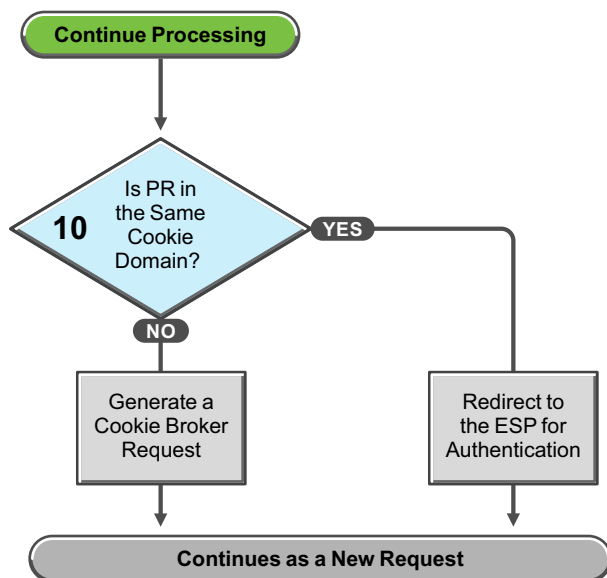 Continue Processing
Is PR in
the Same
10
Cookie
Domain?
YES
NO
Generate a
Cookie Broker
Request
Redirect to
the ESP for
Authentication
Continues as a New Request